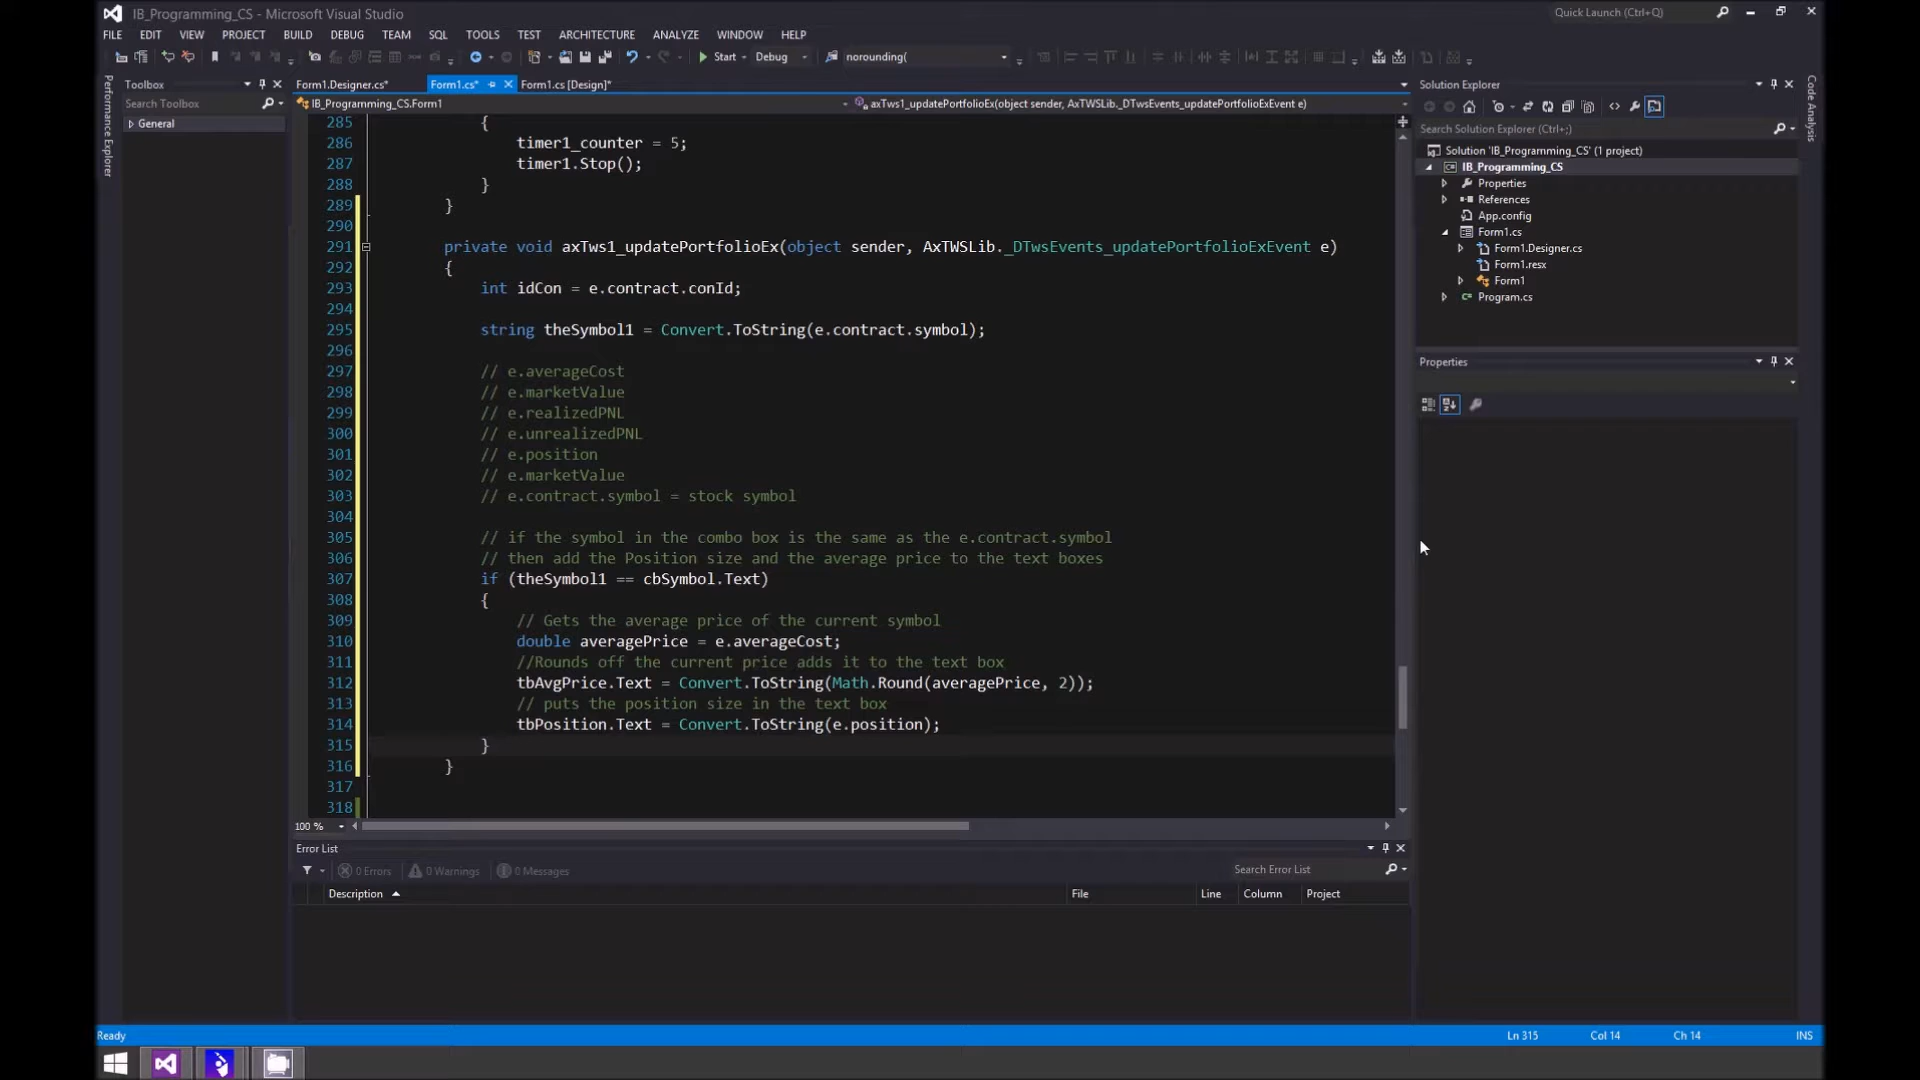 IB_Programming_CS - Microsoft Visual Studio
Quick Launch (Ctrl+Q)
FILE EDIT VIEW PROJECT BUILD DEBUG TEAM SQL TOOLS TEST ARCHITECTURE ANALYZE WINDOW HELP
Start Debug norounding(
Performance Explorer
Toolbox
Search Toolbox
General
Form1.Designer.cs* Form1.cs* Form1.cs [Design]*
IB_Programming_CS.Form1 axTws1_updatePortfolioEx(object sender, AxTWSLib._DTwsEvents_updatePortfolioExEvent e)
285 {
286 timer1_counter = 5;
287 timer1.Stop();
288 }
289 }
290
291 private void axTws1_updatePortfolioEx(object sender, AxTWSLib._DTwsEvents_updatePortfolioExEvent e)
292 {
293 int idCon = e.contract.conId;
294
295 string theSymbol1 = Convert.ToString(e.contract.symbol);
296
297 // e.averageCost
298 // e.marketValue
299 // e.realizedPNL
300 // e.unrealizedPNL
301 // e.position
302 // e.marketValue
303 // e.contract.symbol = stock symbol
304
305 // if the symbol in the combo box is the same as the e.contract.symbol
306 // then add the Position size and the average price to the text boxes
307 if (theSymbol1 == cbSymbol.Text)
308 {
309 // Gets the average price of the current symbol
310 double averagePrice = e.averageCost;
311 //Rounds off the current price adds it to the text box
312 tbAvgPrice.Text = Convert.ToString(Math.Round(averagePrice, 2));
313 // puts the position size in the text box
314 tbPosition.Text = Convert.ToString(e.position);
315 }
316 }
317
318
100 %
Error List
0 Errors 0 Warnings 0 Messages Search Error List
Description File Line Column Project
Solution Explorer
Search Solution Explorer (Ctrl+;)
Solution 'IB_Programming_CS' (1 project)
IB_Programming_CS
Properties
References
App.config
Form1.cs
Form1.Designer.cs
Form1.resx
Form1
Program.cs
Properties
Code Analysis
Ready Ln 315 Col 14 Ch 14 INS